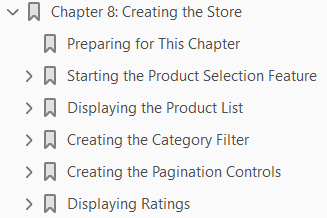 Chapter 8: Creating the Store
Preparing for This Chapter
Starting the Product Selection Feature
Displaying the Product List
Creating the Category Filter
Creating the Pagination Controls
Displaying Ratings